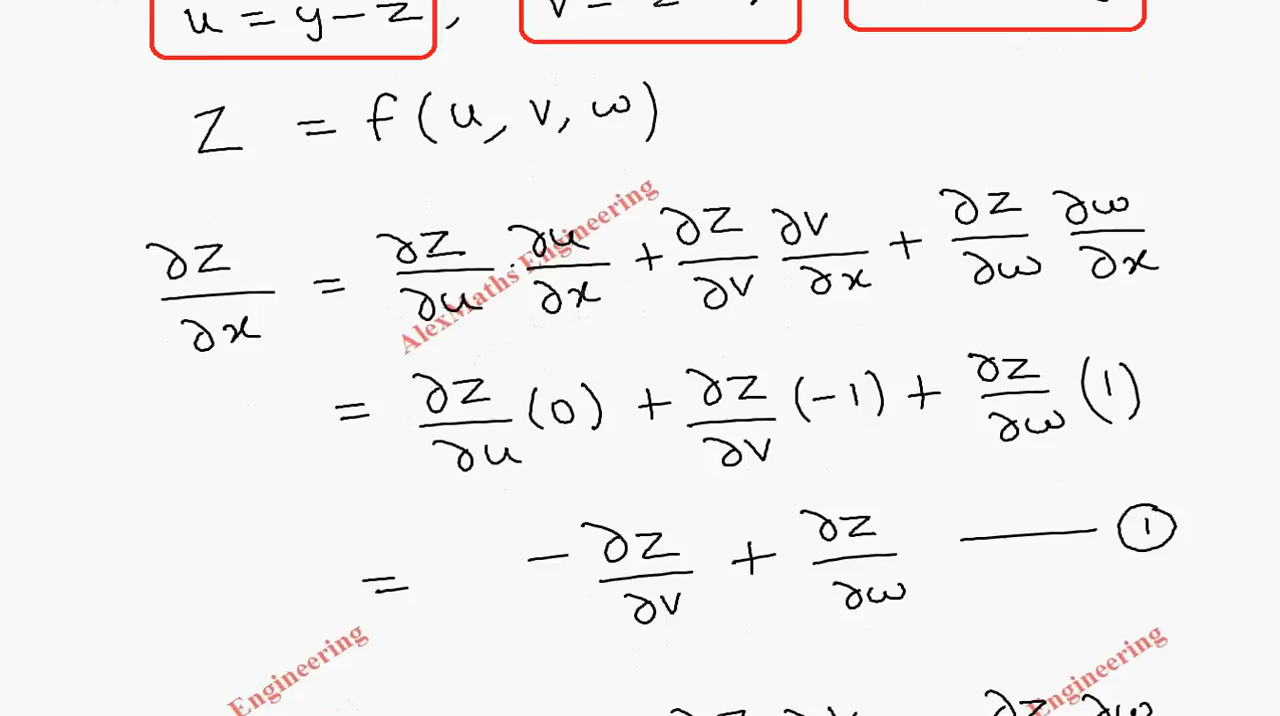 u = y - z, v = z
Z = f(u, v, w)
∂Z/∂x = ∂Z/∂u · ∂u/∂x + ∂Z/∂v ∂v/∂x + ∂Z/∂w ∂w/∂x
AlexMaths Engineering
= ∂Z/∂u (0) + ∂Z/∂v (-1) + ∂Z/∂w (1)
= -∂Z/∂v + ∂Z/∂w —— ①
Engineering
Engineering
∂Z ∂v ∂Z ∂w